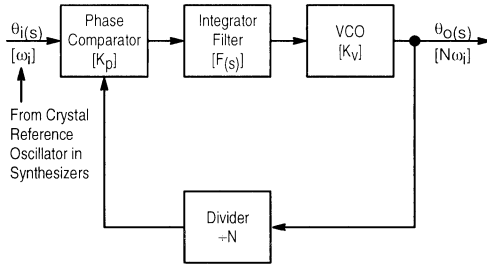 θi(s)
[ωi]
From Crystal
Reference
Oscillator in
Synthesizers
Phase
Comparator
[Kp]
Integrator
Filter
[F(s)]
VCO
[Kv]
θo(s)
[Nωi]
Divider
÷N